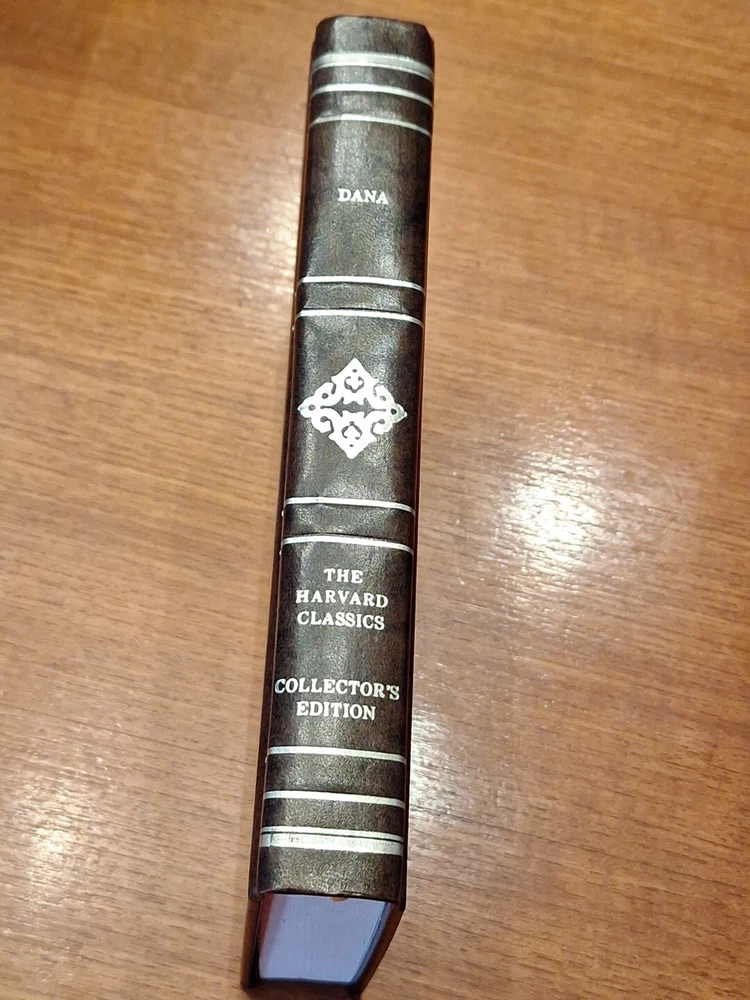 DANA
THE
HARVARD
CLASSICS
COLLECTOR'S
EDITION